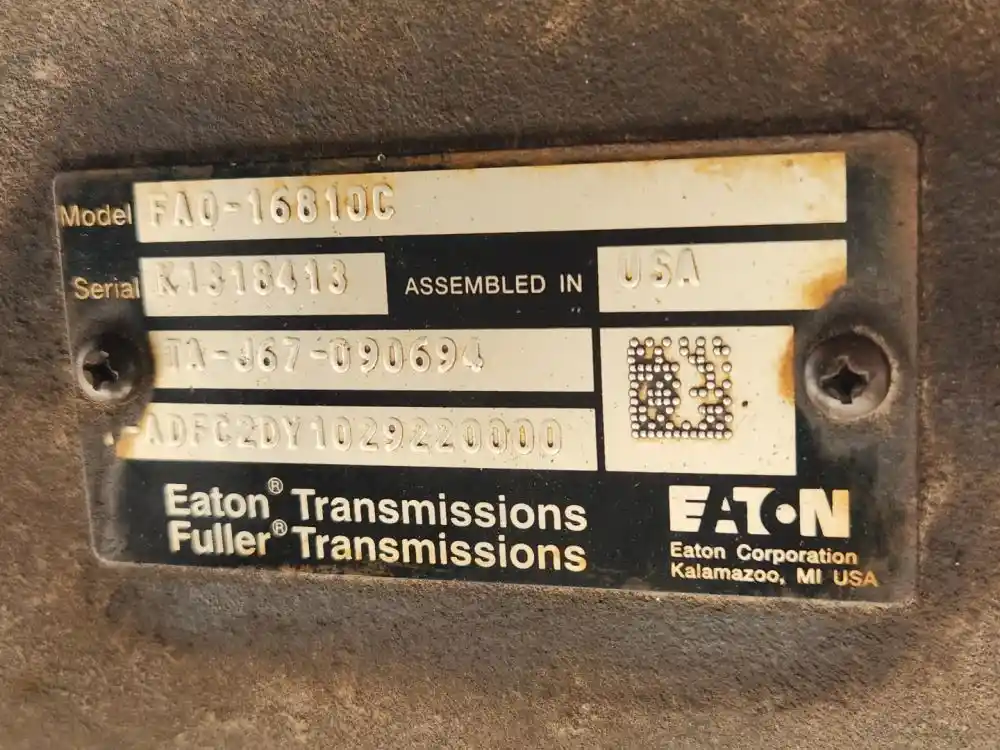 Model FAO-16810C
Serial K1318413 ASSEMBLED IN USA
TA-J67-090694
-ADFC2DY1029220000
Eaton® Transmissions
Fuller® Transmissions
EATON
Eaton Corporation
Kalamazoo, MI USA